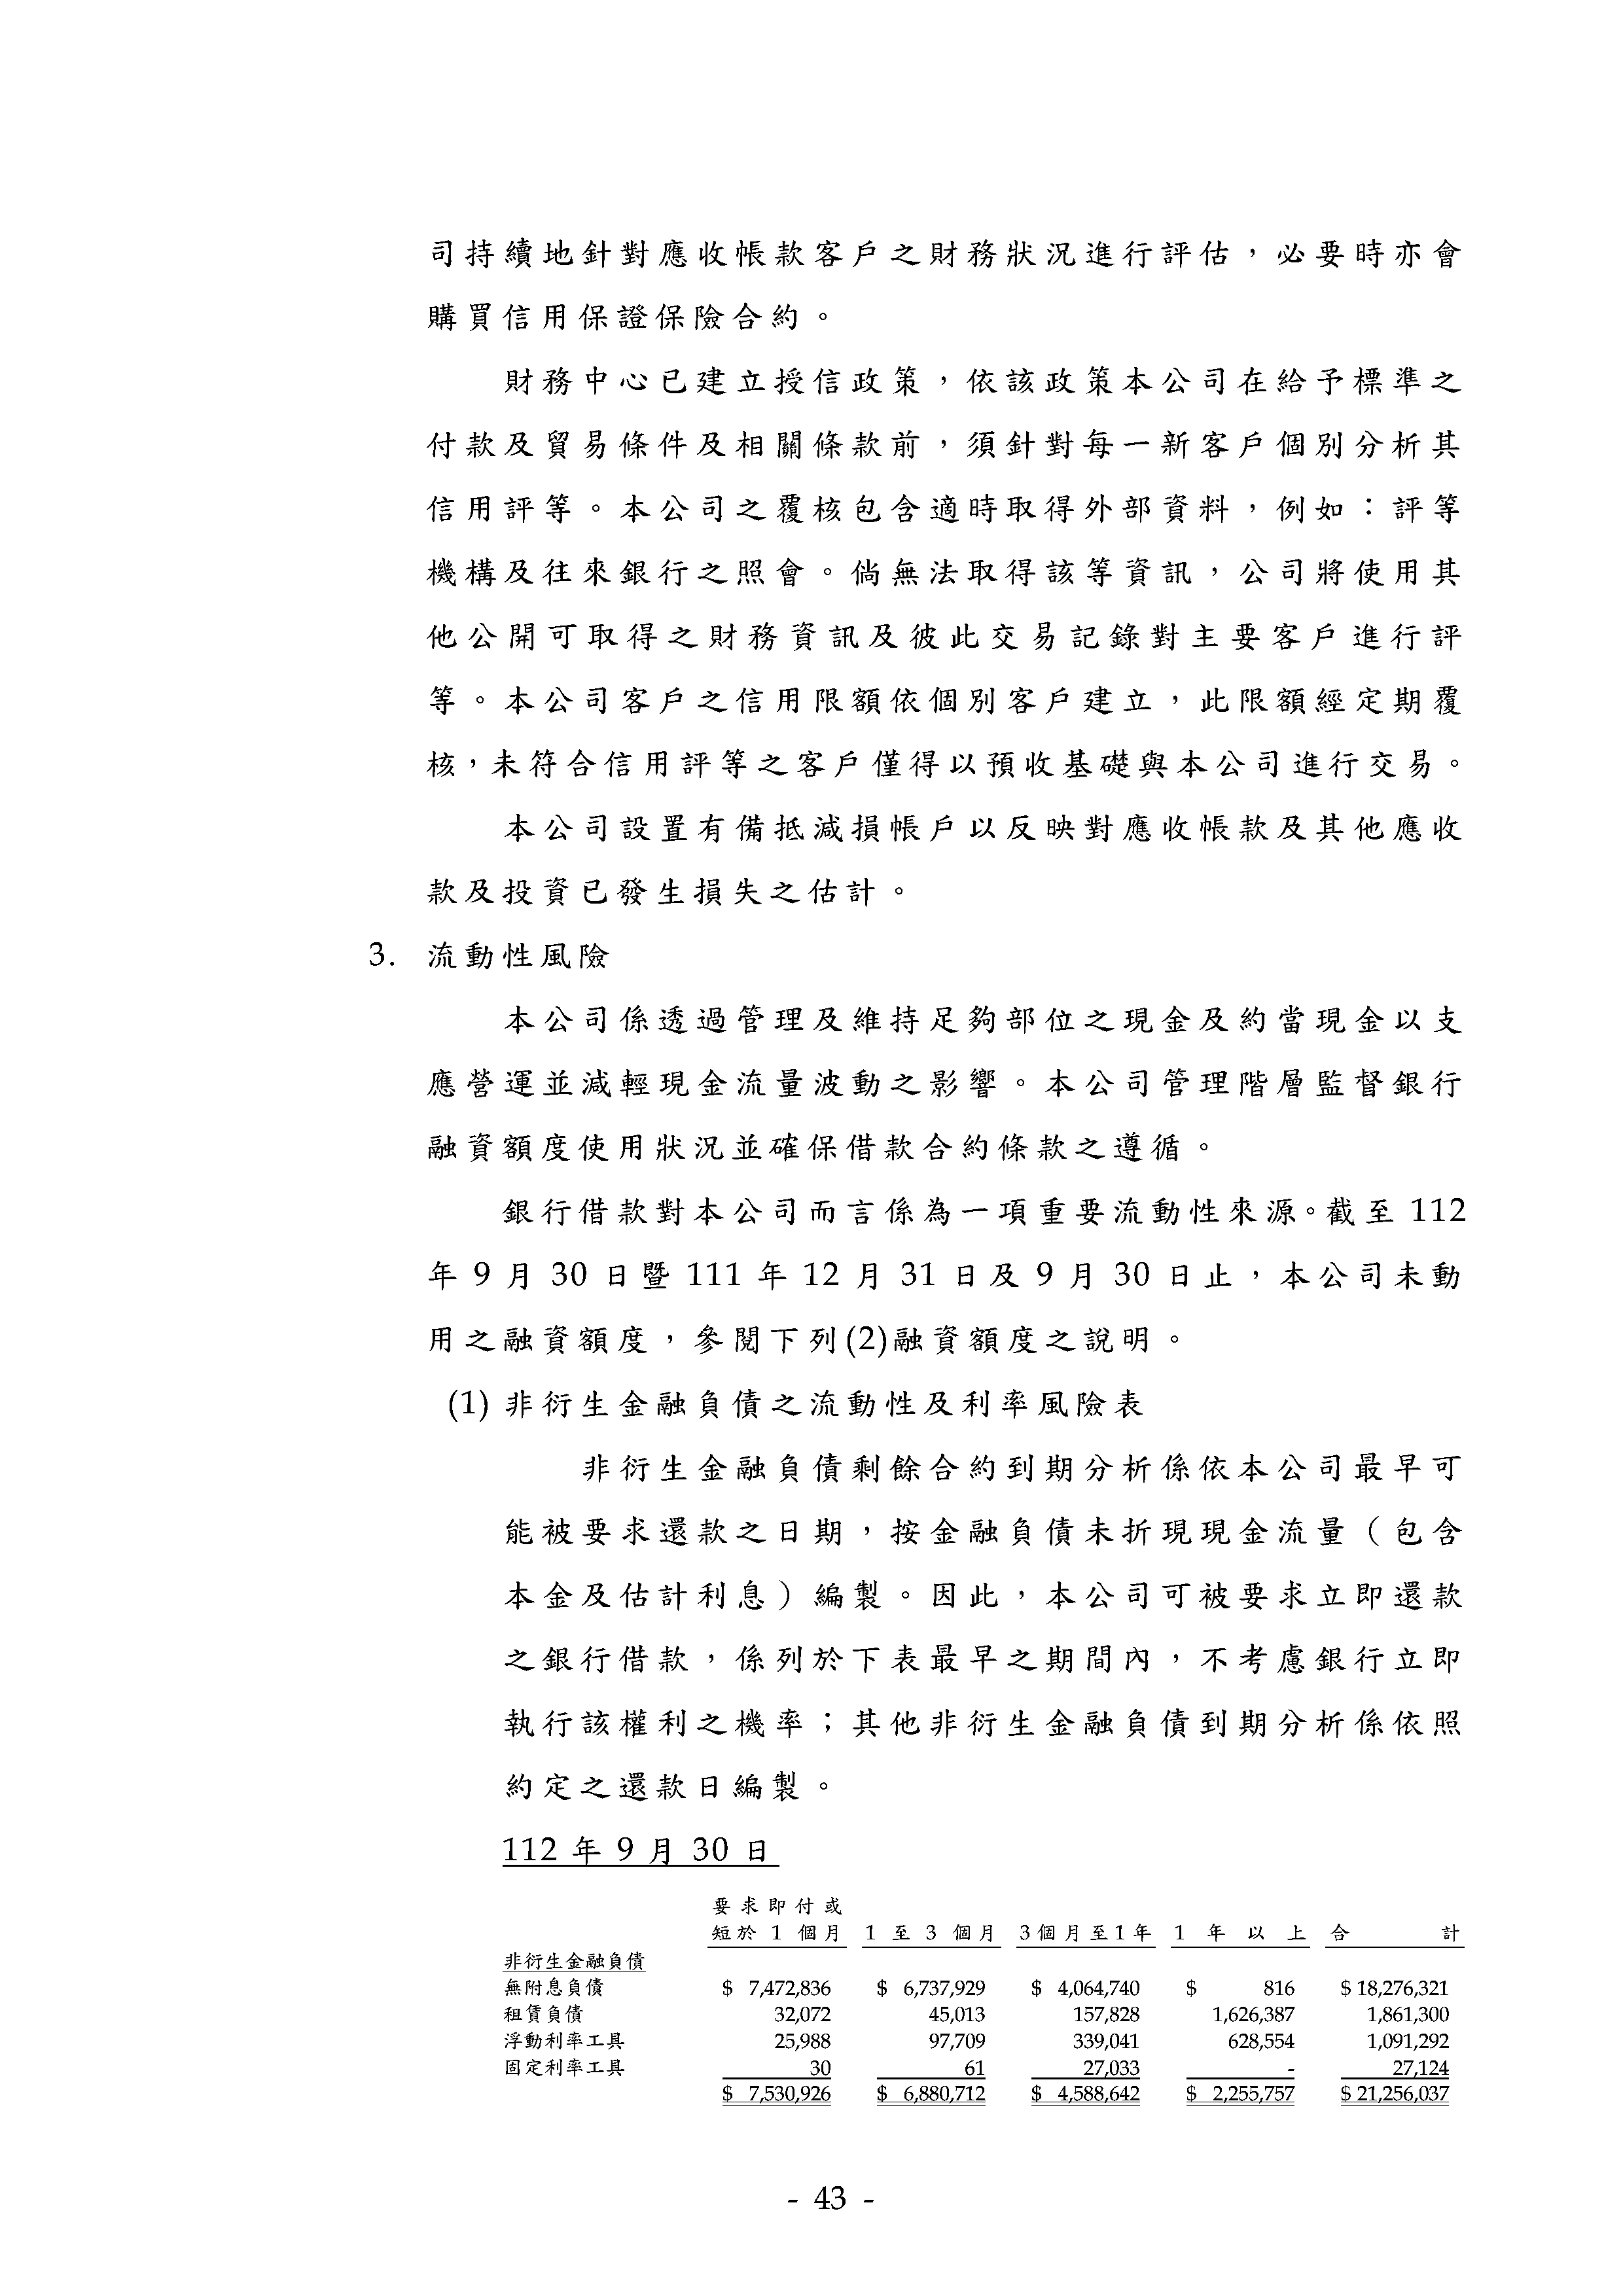 司持續地針對應收帳款客戶之財務狀況進行評估，必要時亦會
購買信用保證保險合約。
財務中心已建立授信政策，依該政策本公司在給予標準之
付款及貿易條件及相關條款前，須針對每一新客戶個別分析其
信用評等。本公司之覆核包含適時取得外部資料，例如：評等
機構及往來銀行之照會。倘無法取得該等資訊，公司將使用其
他公開可取得之財務資訊及彼此交易記錄對主要客戶進行評
等。本公司客戶之信用限額依個別客戶建立，此限額經定期覆
核，未符合信用評等之客戶僅得以預收基礎與本公司進行交易。
本公司設置有備抵減損帳戶以反映對應收帳款及其他應收
款及投資已發生損失之估計。
3. 流動性風險
本公司係透過管理及維持足夠部位之現金及約當現金以支
應營運並減輕現金流量波動之影響。本公司管理階層監督銀行
融資額度使用狀況並確保借款合約條款之遵循。
銀行借款對本公司而言係為一項重要流動性來源。截至 112
年 9 月 30 日暨 111 年 12 月 31 日及 9 月 30 日止，本公司未動
用之融資額度，參閱下列(2)融資額度之說明。
(1) 非衍生金融負債之流動性及利率風險表
非衍生金融負債剩餘合約到期分析係依本公司最早可
能被要求還款之日期，按金融負債未折現現金流量（包含
本金及估計利息）編製。因此，本公司可被要求立即還款
之銀行借款，係列於下表最早之期間內，不考慮銀行立即
執行該權利之機率；其他非衍生金融負債到期分析係依照
約定之還款日編製。
112 年 9 月 30 日
要求即付或
短於 1 個月 1 至 3 個月 3個月至1年 1 年 以 上 合 計
非衍生金融負債
無附息負債 $ 7,472,836 $ 6,737,929 $ 4,064,740 $ 816 $ 18,276,321
租賃負債 32,072 45,013 157,828 1,626,387 1,861,300
浮動利率工具 25,988 97,709 339,041 628,554 1,091,292
固定利率工具 30 61 27,033 - 27,124
$ 7,530,926 $ 6,880,712 $ 4,588,642 $ 2,255,757 $ 21,256,037
- 43 -